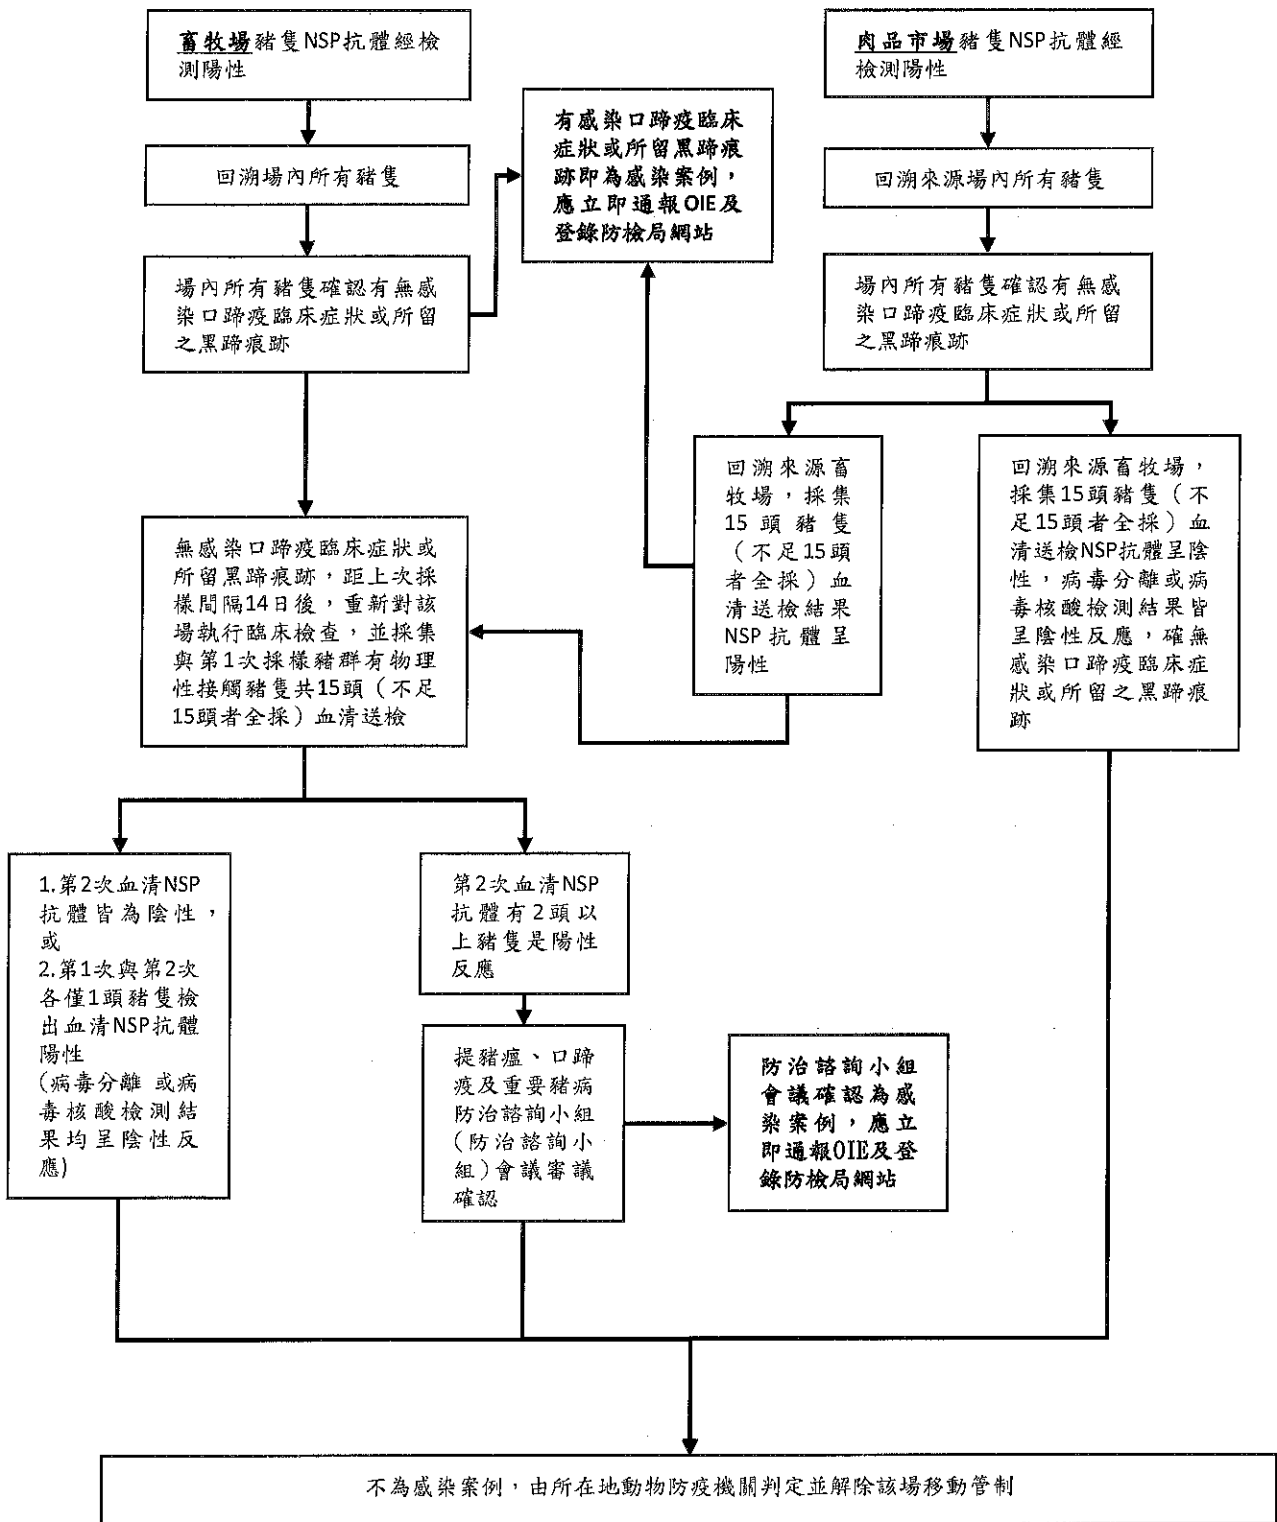 畜牧場豬隻NSP抗體經檢
測陽性
回溯場內所有豬隻
場內所有豬隻確認有無感
染口蹄疫臨床症狀或所留
之黑蹄痕跡
有感染口蹄疫臨床
症狀或所留黑蹄痕
跡即為感染案例，
應立即通報OIE及
登錄防檢局網站
肉品市場豬隻NSP抗體經
檢測陽性
回溯來源場內所有豬隻
場內所有豬隻確認有無感
染口蹄疫臨床症狀或所留
之黑蹄痕跡
回溯來源畜
牧場，採集
15頭豬隻
（不足15頭
者全採）血
清送檢結果
NSP抗體呈
陽性
回溯來源畜牧場，
採集15頭豬隻（不
足15頭者全採）血
清送檢NSP抗體呈陰
性，病毒分離或病
毒核酸檢測結果皆
呈陰性反應，確無
感染口蹄疫臨床症
狀或所留之黑蹄痕
跡
無感染口蹄疫臨床症狀或
所留黑蹄痕跡，距上次採
樣間隔14日後，重新對該
場執行臨床檢查，並採集
與第1次採樣豬群有物理
性接觸豬隻共15頭（不足
15頭者全採）血清送檢
1.第2次血清NSP
抗體皆為陰性，
或
2.第1次與第2次
各僅1頭豬隻檢
出血清NSP抗體
陽性
(病毒分離 或病
毒核酸檢測結
果均呈陰性反
應)
第2次血清NSP
抗體有2頭以
上豬隻是陽性
反應
提豬瘟、口蹄
疫及重要豬病
防治諮詢小組
(防治諮詢小
組)會議審議
確認
防治諮詢小組
會議確認為感
染案例，應立
即通報OIE及登
錄防檢局網站
不為感染案例，由所在地動物防疫機關判定並解除該場移動管制